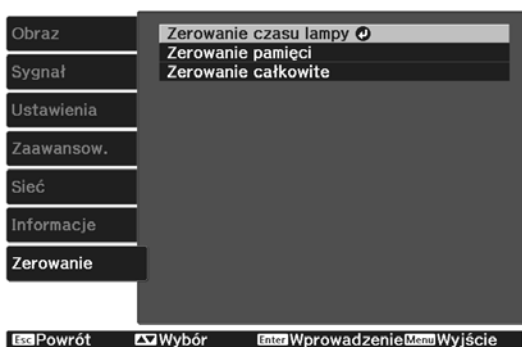 Obraz
Sygnał
Ustawienia
Zaawansow.
Sieć
Informacje
Zerowanie
Zerowanie czasu lampy
Zerowanie pamięci
Zerowanie całkowite
Esc Powrót Wybór Enter Wprowadzenie Menu Wyjście